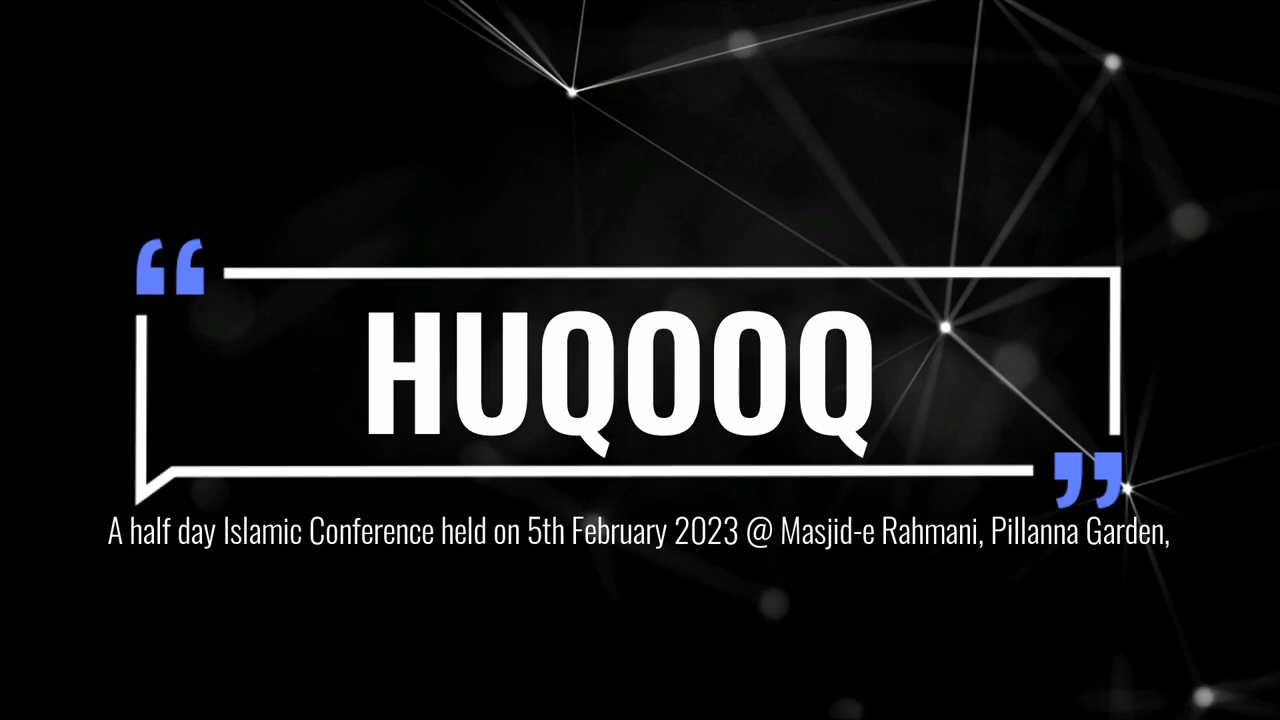 HUQOOQ
A half day Islamic Conference held on 5th February 2023 @ Masjid-e Rahmani, Pillanna Garden,